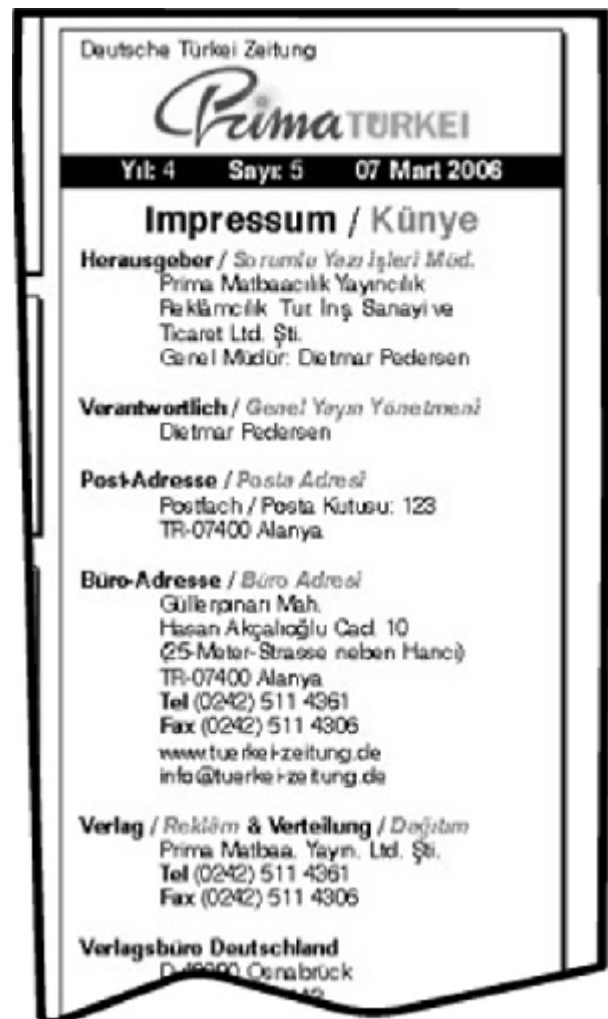 Deutsche Türkei Zeitung
Prima TÜRKEI
Yıl: 4 Sayı: 5 07 Mart 2006
Impressum / Künye
Herausgeber / Sorumlu Yazı İşleri Müd.
Prima Matbaacılık Yayıncılık
Reklâmcılık Tur. İnş. Sanayi ve
Ticaret Ltd. Şti.
Genel Müdür: Dietmar Pedersen
Verantwortlich / Genel Yayın Yönetmeni
Dietmar Pedersen
Post-Adresse / Posta Adresi
Postfach / Posta Kutusu: 123
TR-07400 Alanya
Büro-Adresse / Büro Adresi
Güllerpınarı Mah.
Hasan Akçalıoğlu Cad. 10
(25-Meter-Strasse neben Hancı)
TR-07400 Alanya
Tel (0242) 511 4361
Fax (0242) 511 4306
www.tuerkei-zeitung.de
info@tuerkei-zeitung.de
Verlag / Reklâm & Verteilung / Dağıtım
Prima Matbaa. Yayın. Ltd. Şti.
Tel (0242) 511 4361
Fax (0242) 511 4306
Verlagsbüro Deutschland
Osnabrück